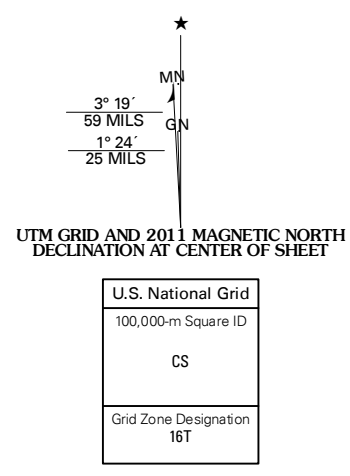 MN
3° 19´
59 MILS
GN
1° 24´
25 MILS
UTM GRID AND 2011 MAGNETIC NORTH
DECLINATION AT CENTER OF SHEET
U.S. National Grid
100,000-m Square ID
CS
Grid Zone Designation
16T